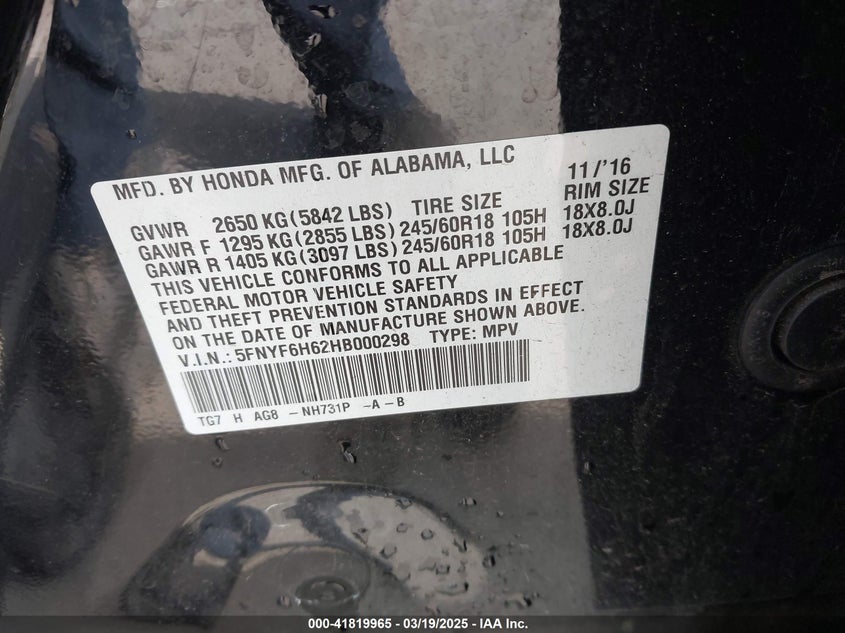 MFD. BY HONDA MFG. OF ALABAMA, LLC 11/'16
GVWR 2650 KG(5842 LBS) TIRE SIZE RIM SIZE
GAWR F 1295 KG(2855 LBS) 245/60R18 105H 18X8.0J
GAWR R 1405 KG(3097 LBS) 245/60R18 105H 18X8.0J
THIS VEHICLE CONFORMS TO ALL APPLICABLE
FEDERAL MOTOR VEHICLE SAFETY
AND THEFT PREVENTION STANDARDS IN EFFECT
ON THE DATE OF MANUFACTURE SHOWN ABOVE.
V.I.N.: 5FNYF6H62HB000298 TYPE: MPV
TG7 H AG8 -NH731P -A-B
000-41819965 - 03/19/2025 - IAA Inc.